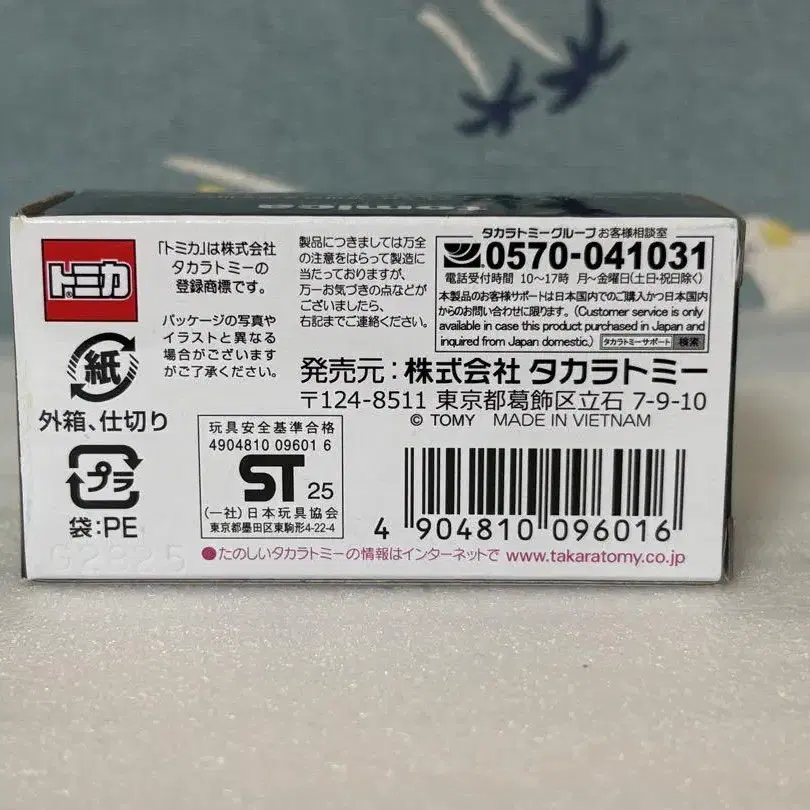 tomica
トミカ
「トミカ」は株式会社
タカラトミーの
登録商標です。
パッケージの写真や
イラストと異なる
場合がございます
がご了承ください。
製品につきましては万全
の注意をはらって製造に
当たっておりますが、
万一お気づきの点などが
ございましたら、
右記までご連絡ください。
タカラトミーグループ お客様相談室
0570-041031
電話受付時間 10〜17時 月〜金曜日(土日・祝日除く)
本製品のお客様サポートは日本国内でのご購入かつ日本国内
からのお問い合わせに限ります。(Customer service is only
available in case this product purchased in Japan and
inquired from Japan domestic.) タカラトミーサポート 検索
紙
外箱、仕切り
プラ
袋:PE
発売元:株式会社 タカラトミー
〒124-8511 東京都葛飾区立石 7-9-10
© TOMY MADE IN VIETNAM
玩具安全基準合格
4904810 09601 6
ST 25
(一社)日本玩具協会
東京都墨田区東駒形4-22-4
4 904810 096016
●たのしいタカラトミーの情報はインターネットで www.takaratomy.co.jp